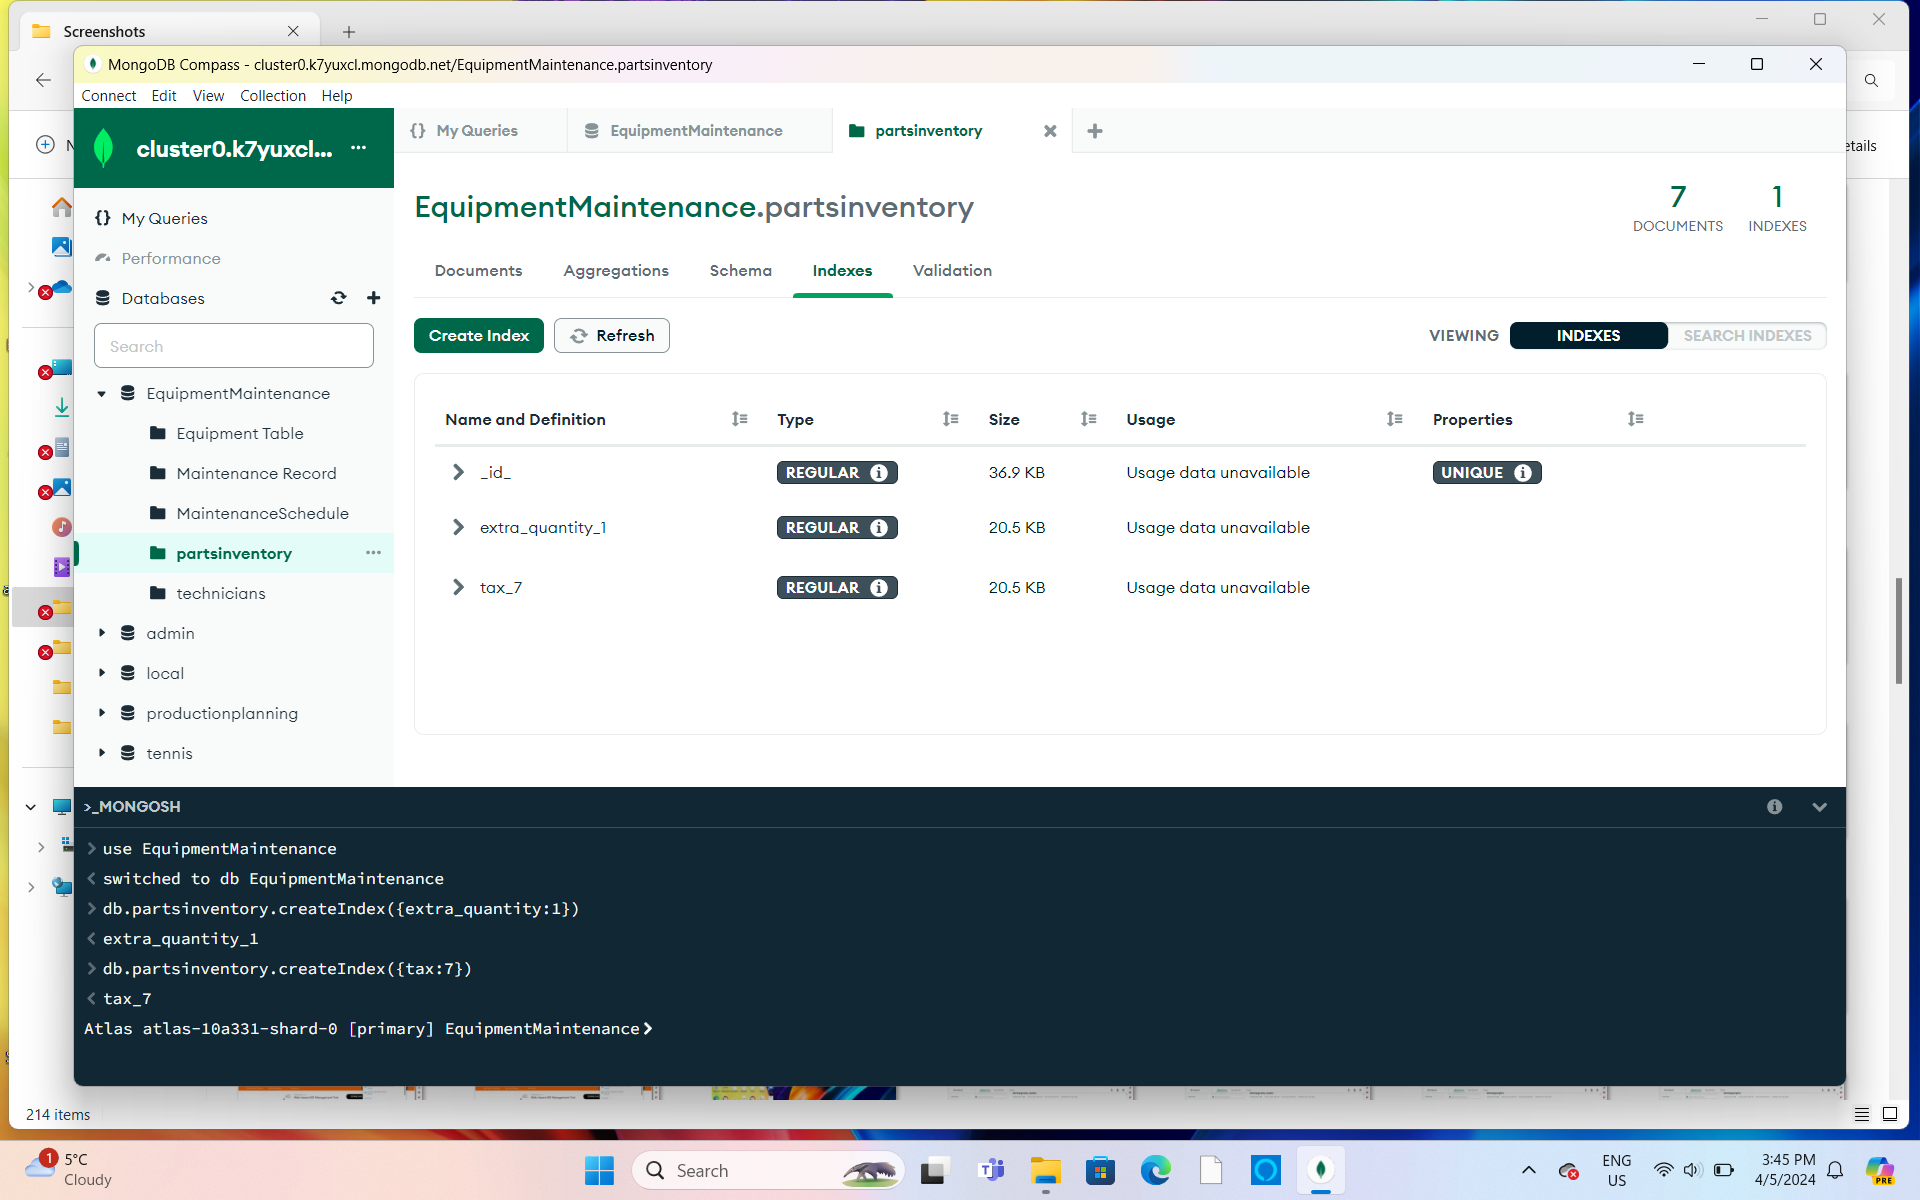 Screenshots
MongoDB Compass - cluster0.k7yuxcl.mongodb.net/EquipmentMaintenance.partsinventory
Connect Edit View Collection Help
cluster0.k7yuxcl... ...
{} My Queries
EquipmentMaintenance
partsinventory
etails
EquipmentMaintenance.partsinventory
7
DOCUMENTS
1
INDEXES
{} My Queries
Performance
Databases
Search
EquipmentMaintenance
Equipment Table
Maintenance Record
MaintenanceSchedule
partsinventory ...
technicians
admin
local
productionplanning
tennis
Documents Aggregations Schema Indexes Validation
Create Index Refresh
VIEWING INDEXES SEARCH INDEXES
Name and Definition Type Size Usage Properties
_id_ REGULAR 36.9 KB Usage data unavailable UNIQUE
extra_quantity_1 REGULAR 20.5 KB Usage data unavailable
tax_7 REGULAR 20.5 KB Usage data unavailable
>_MONGOSH
> use EquipmentMaintenance
< switched to db EquipmentMaintenance
> db.partsinventory.createIndex({extra_quantity:1})
< extra_quantity_1
> db.partsinventory.createIndex({tax:7})
< tax_7
Atlas atlas-10a331-shard-0 [primary] EquipmentMaintenance>
214 items
1
5°C
Cloudy
Search
ENG
US
3:45 PM
4/5/2024
PRE